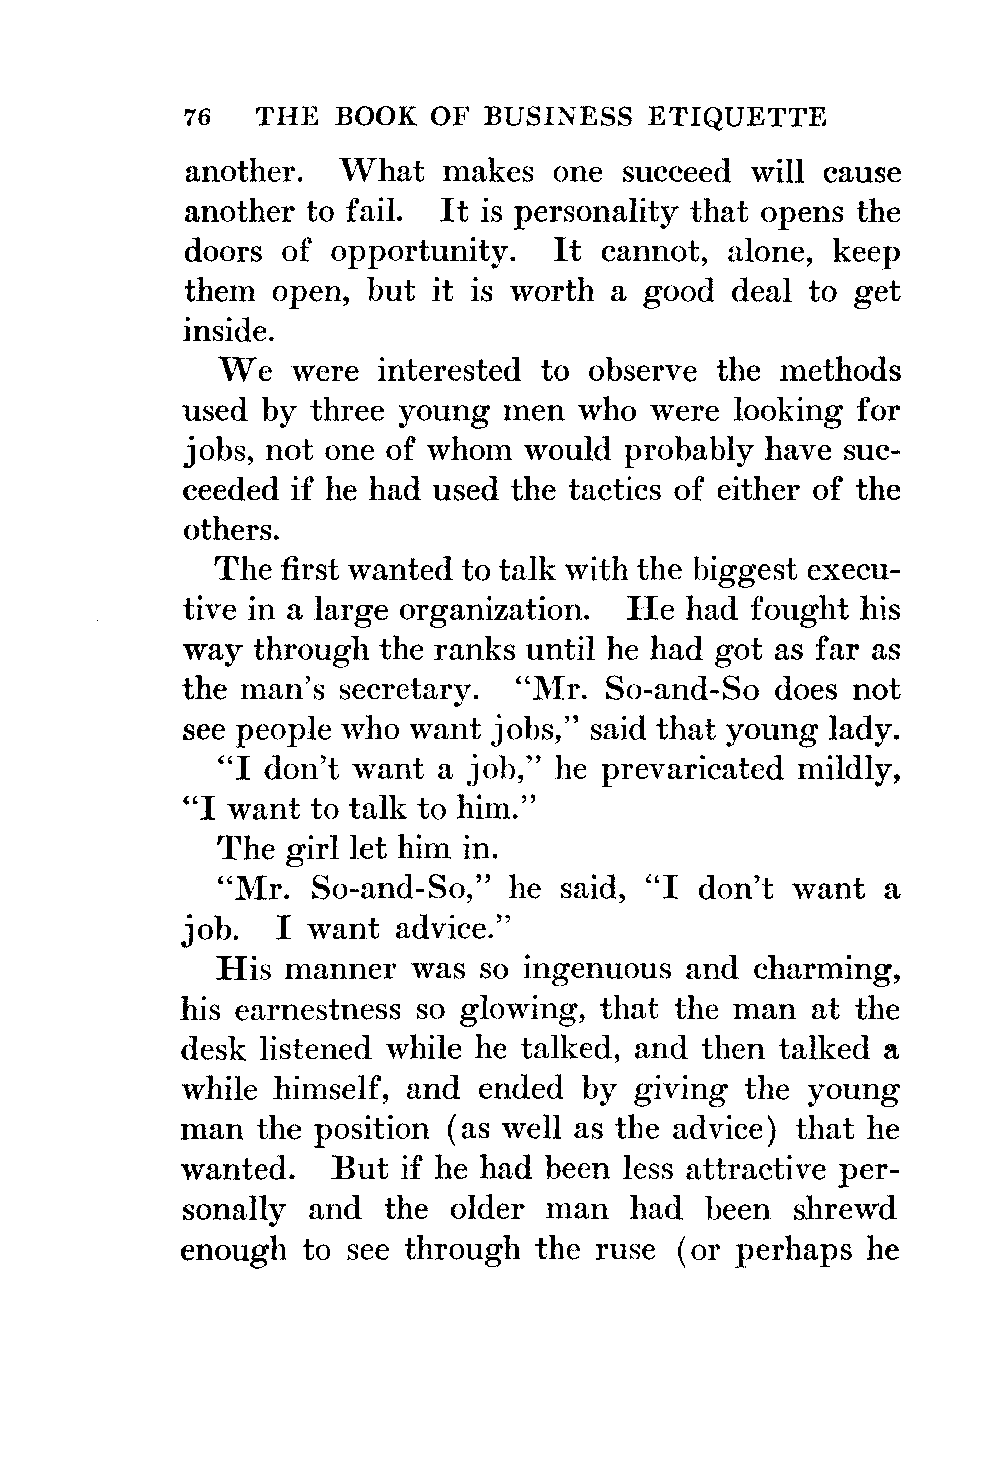 76 THE BOOK OF BUSINESS ETIQUETTE
another. What makes one succeed will cause
another to fail. It is personality that opens the
doors of opportunity. It cannot, alone, keep
them open, but it is worth a good deal to get
inside.
We were interested to observe the methods
used by three young men who were looking for
jobs, not one of whom would probably have suc-
ceeded if he had used the tactics of either of the
others.
The first wanted to talk with the biggest execu-
tive in a large organization. He had fought his
way through the ranks until he had got as far as
the man's secretary. "Mr. So-and-So does not
see people who want jobs," said that young lady.
"I don't want a job," he prevaricated mildly,
"I want to talk to him."
The girl let him in.
"Mr. So-and-So," he said, "I don't want a
job. I want advice."
His manner was so ingenuous and charming,
his earnestness so glowing, that the man at the
desk listened while he talked, and then talked a
while himself, and ended by giving the young
man the position (as well as the advice) that he
wanted. But if he had been less attractive per-
sonally and the older man had been shrewd
enough to see through the ruse (or perhaps he